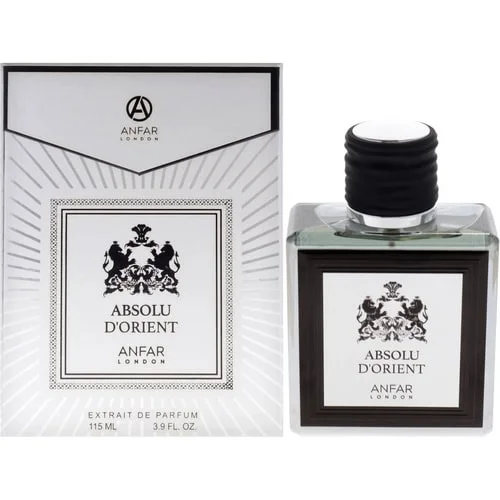 ANFAR
LONDON
ABSOLU
D'ORIENT
ANFAR
LONDON
EXTRAIT DE PARFUM
115 ML 3.9 FL. OZ.
ABSOLU
D'ORIENT
ANFAR
LONDON